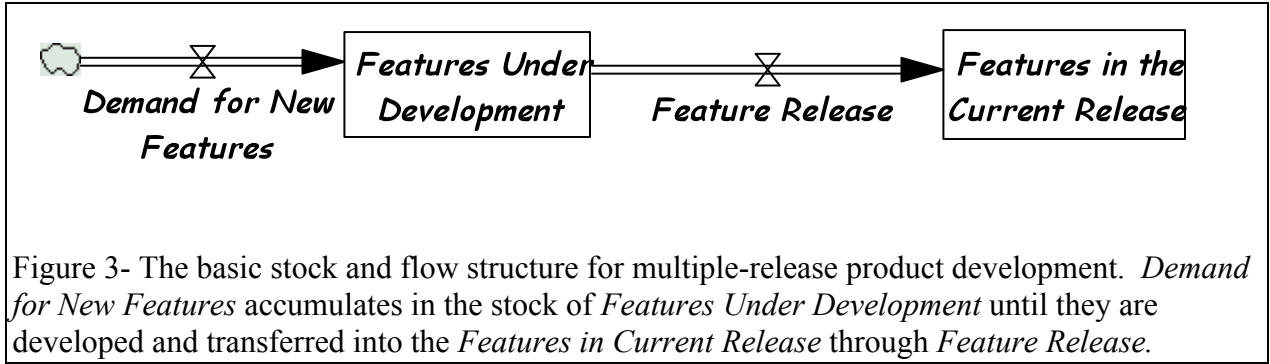 Demand for New
Features
Features Under
Development
Feature Release
Features in the
Current Release
Figure 3- The basic stock and flow structure for multiple-release product development. Demand
for New Features accumulates in the stock of Features Under Development until they are
developed and transferred into the Features in Current Release through Feature Release.